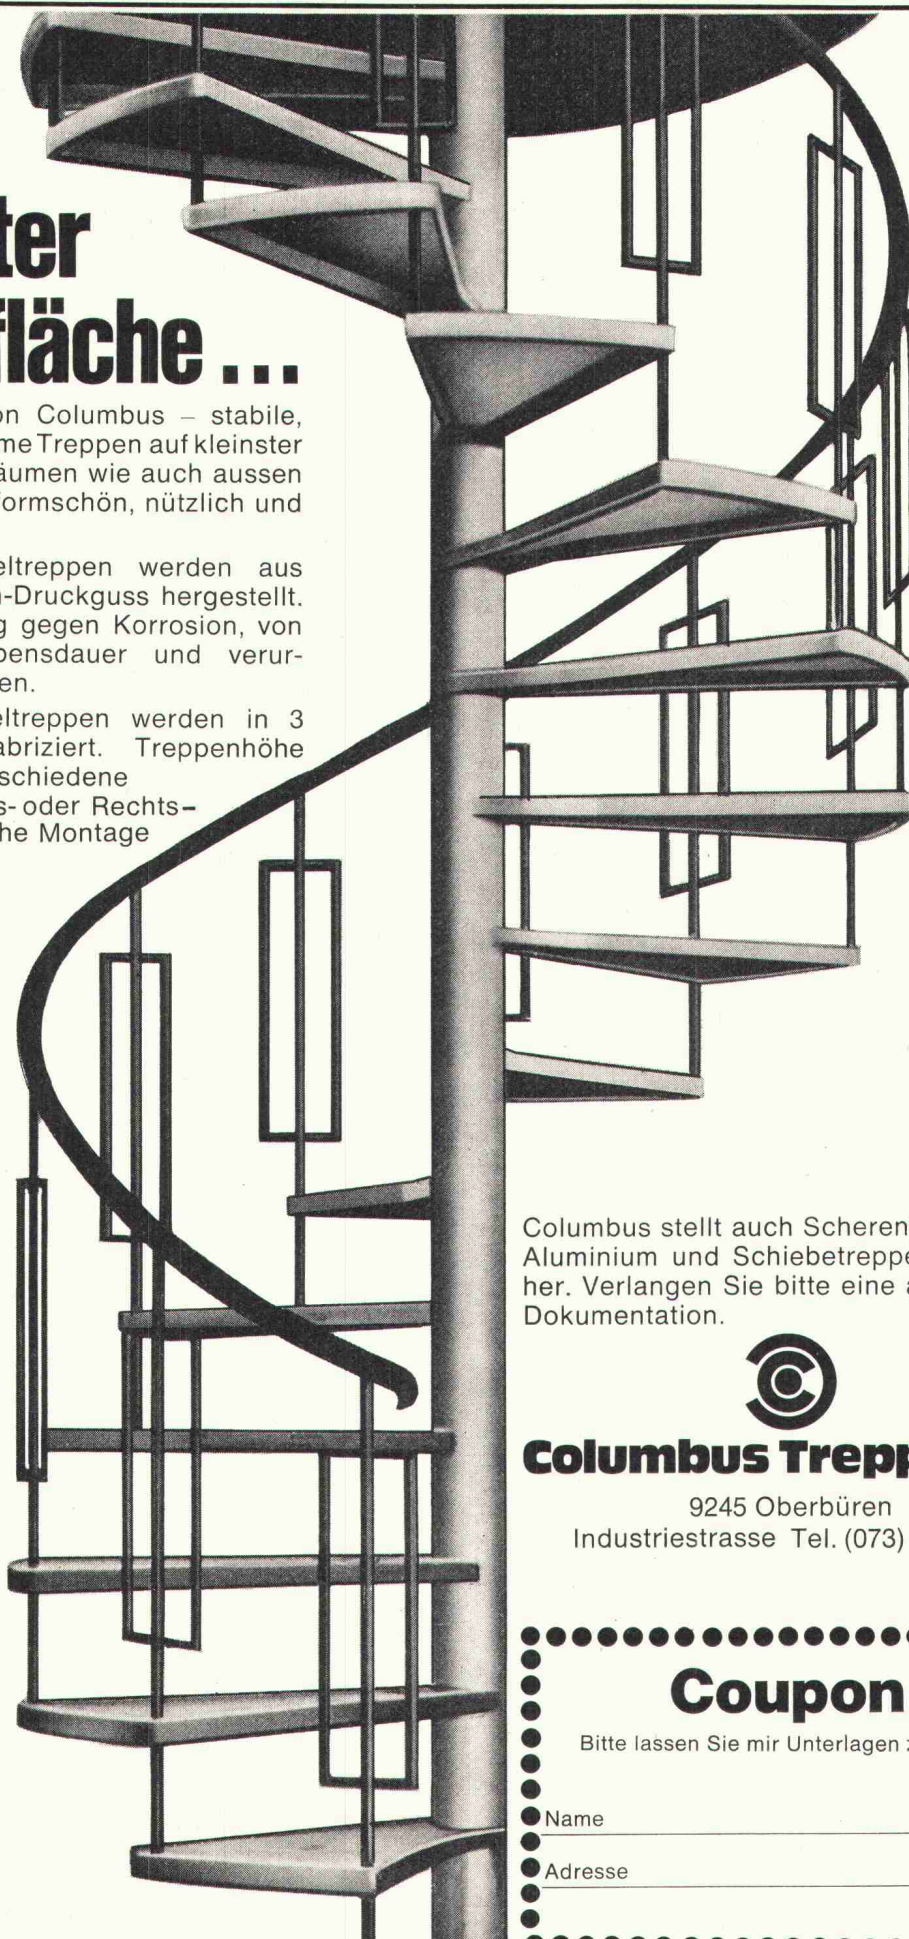 ter
fläche...
on Columbus – stabile,
me Treppen auf kleinster
äumen wie auch aussen
ormschön, nützlich und
eltreppen werden aus
n-Druckguss hergestellt.
g gegen Korrosion, von
bensdauer und verur-
en.
eltreppen werden in 3
abriziert. Treppenhöhe
schiedene
s- oder Rechts-
he Montage
Columbus stellt auch Scheren
Aluminium und Schiebetreppe
her. Verlangen Sie bitte eine a
Dokumentation.
Columbus Trepp
9245 Oberbüren
Industriestrasse Tel. (073)
Coupon
Bitte lassen Sie mir Unterlagen z
Name
Adresse